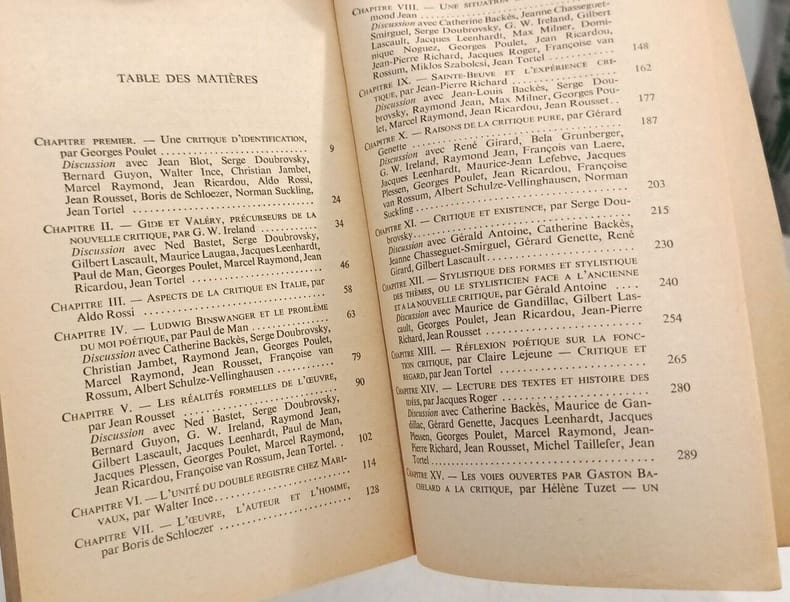 TABLE DES MATIÈRES
CHAPITRE PREMIER. — UNE CRITIQUE D'IDENTIFICATION,
par Georges Poulet . . . . . . . . . . . . . . . . . . . . . . 9
Discussion avec Jean Blot, Serge Doubrovsky,
Bernard Guyon, Walter Ince, Christian Jambet,
Marcel Raymond, Jean Ricardou, Aldo Rossi,
Jean Rousset, Boris de Schloezer, Norman Suckling,
Jean Tortel . . . . . . . . . . . . . . . . . . . . . . . . . . 24
CHAPITRE II. — GIDE ET VALÉRY, PRÉCURSEURS DE LA
NOUVELLE CRITIQUE, PAR G. W. Ireland . . . . . . . . . . 34
Discussion avec Ned Bastet, Serge Doubrovsky,
Gilbert Lascault, Maurice Laugaa, Jacques Leenhardt,
Paul de Man, Georges Poulet, Marcel Raymond, Jean
Ricardou, Jean Tortel . . . . . . . . . . . . . . . . . . 46
CHAPITRE III. — ASPECTS DE LA CRITIQUE EN ITALIE, par
Aldo Rossi . . . . . . . . . . . . . . . . . . . . . . . . . . 58
CHAPITRE IV. — LUDWIG BINSWANGER ET LE PROBLÈME
DU MOI POÉTIQUE, par Paul de Man . . . . . . . . . . . . 63
Discussion avec Catherine Backès, Serge Doubrovsky,
Christian Jambet, Raymond Jean, Georges Poulet,
Marcel Raymond, Jean Rousset, Françoise van
Rossum, Albert Schulze-Vellinghausen . . . . . . . . . . 79
CHAPITRE V. — LES RÉALITÉS FORMELLES DE L'ŒUVRE,
par Jean Rousset . . . . . . . . . . . . . . . . . . . . . . 90
Discussion avec Ned Bastet, Serge Doubrovsky,
Bernard Guyon, G. W. Ireland, Raymond Jean,
Gilbert Lascault, Jacques Leenhardt, Paul de Man,
Jacques Plessen, Georges Poulet, Marcel Raymond,
Jean Ricardou, Françoise van Rossum, Jean Tortel. . 102
CHAPITRE VI. — L'UNITÉ DU DOUBLE REGISTRE CHEZ MARI-
VAUX, par Walter Ince. . . . . . . . . . . . . . . . . . . . 114
CHAPITRE VII. — L'ŒUVRE, L'AUTEUR ET L'HOMME,
par Boris de Schloezer . . . . . . . . . . . . . . . . . . 128
CHAPITRE VIII. — UNE SITUATION
mond Jean . . . . . . . . . . . . . . . . . . . . . .
Discussion avec Catherine Backès, Jeanne Chasseguet-
Smirguel, Serge Doubrovsky, G. W. Ireland, Gilbert
Lascault, Jacques Leenhardt, Max Milner, Domi-
nique Noguez, Georges Poulet, Jean Ricardou,
Jean-Pierre Richard, Jacques Roger, Françoise van
Rossum, Miklos Szabolcsi, Jean Tortel . . . . . . . . . . 148
CHAPITRE IX. — SAINTE-BEUVE ET L'EXPÉRIENCE CRI-
TIQUE, par Jean-Pierre Richard . . . . . . . . . . . . . . 162
Discussion avec Jean-Louis Backès, Serge Dou-
brovsky, Raymond Jean, Max Milner, Georges Pou-
let, Marcel Raymond, Jean Ricardou, Jean Rousset. . 177
CHAPITRE X. — RAISONS DE LA CRITIQUE PURE, par Gérard
Genette . . . . . . . . . . . . . . . . . . . . . . . . . . 187
Discussion avec René Girard, Bela Grunberger,
G. W. Ireland, Raymond Jean, François van Laere,
Jacques Leenhardt, Maurice-Jean Lefebve, Jacques
Plessen, Georges Poulet, Jean Ricardou, Françoise
van Rossum, Albert Schulze-Vellinghausen, Norman
Suckling . . . . . . . . . . . . . . . . . . . . . . . . . . 203
CHAPITRE XI. — CRITIQUE ET EXISTENCE, par Serge Dou-
brovsky . . . . . . . . . . . . . . . . . . . . . . . . . . 215
Discussion avec Gérald Antoine, Catherine Backès,
Jeanne Chasseguet-Smirguel, Gérard Genette, René
Girard, Gilbert Lascault . . . . . . . . . . . . . . . . . . 230
CHAPITRE XII. — STYLISTIQUE DES FORMES ET STYLISTIQUE
DES THÈMES, OU LE STYLISTICIEN FACE A L'ANCIENNE
ET A LA NOUVELLE CRITIQUE, par Gérald Antoine . . . . 240
Discussion avec Maurice de Gandillac, Gilbert Las-
cault, Georges Poulet, Jean Ricardou, Jean-Pierre
Richard, Jean Rousset . . . . . . . . . . . . . . . . . . 254
CHAPITRE XIII. — RÉFLEXION POÉTIQUE SUR LA FONC-
TION CRITIQUE, par Claire Lejeune — CRITIQUE ET
REGARD, par Jean Tortel . . . . . . . . . . . . . . . . . . 265
CHAPITRE XIV. — LECTURE DES TEXTES ET HISTOIRE DES
IDÉES, par Jacques Roger . . . . . . . . . . . . . . . . . . 280
Discussion avec Catherine Backès, Maurice de Gan-
dillac, Gérard Genette, Jacques Leenhardt, Jacques
Plessen, Georges Poulet, Marcel Raymond, Jean-
Pierre Richard, Jean Rousset, Michel Taillefer, Jean
Tortel . . . . . . . . . . . . . . . . . . . . . . . . . . . . 289
CHAPITRE XV. — LES VOIES OUVERTES PAR GASTON BA-
CHELARD A LA CRITIQUE, par Hélène Tuzet — UN